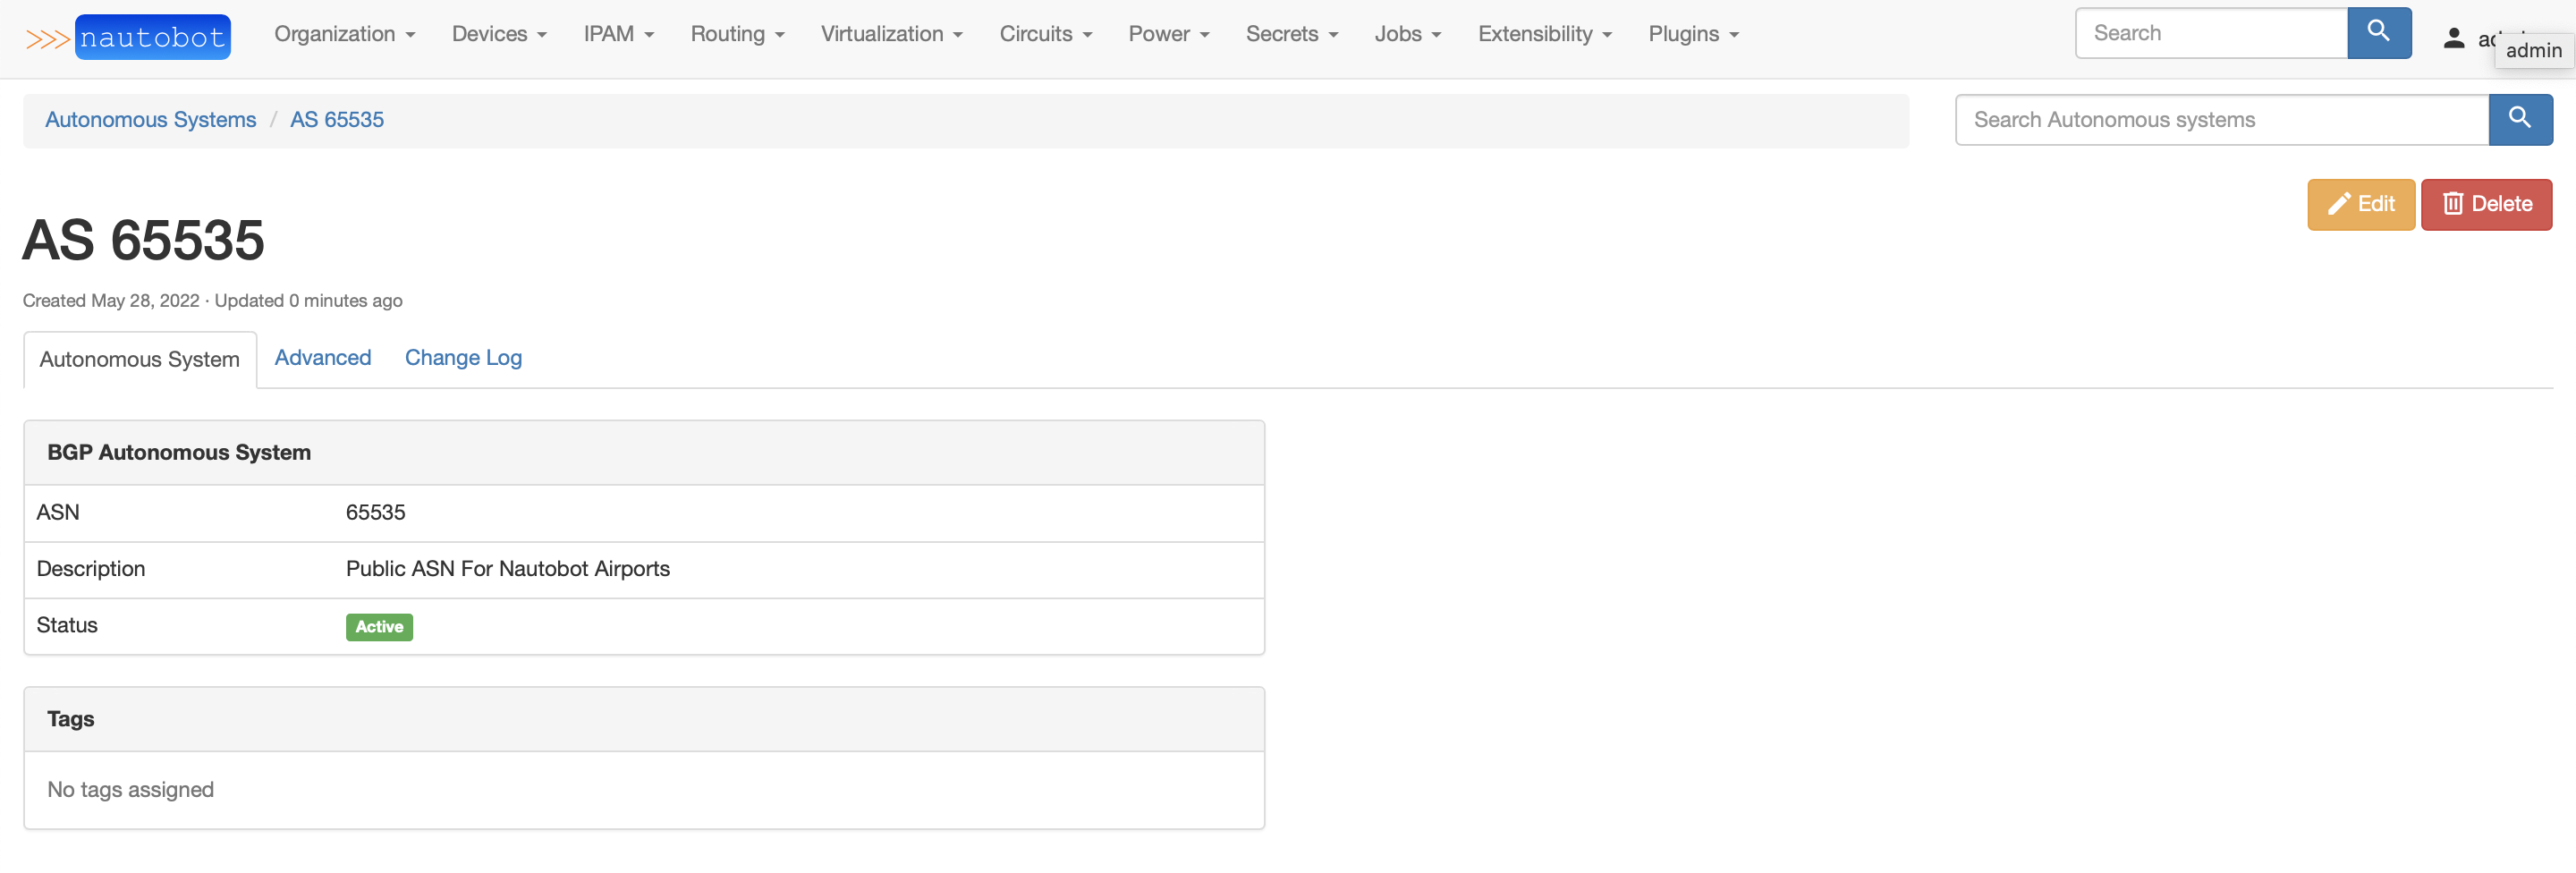 >>> nautobot Organization Devices IPAM Routing Virtualization Circuits Power Secrets Jobs Extensibility Plugins Search admin
Autonomous Systems / AS 65535 Search Autonomous systems
Edit Delete
AS 65535
Created May 28, 2022 · Updated 0 minutes ago
Autonomous System Advanced Change Log
BGP Autonomous System
ASN 65535
Description Public ASN For Nautobot Airports
Status Active
Tags
No tags assigned